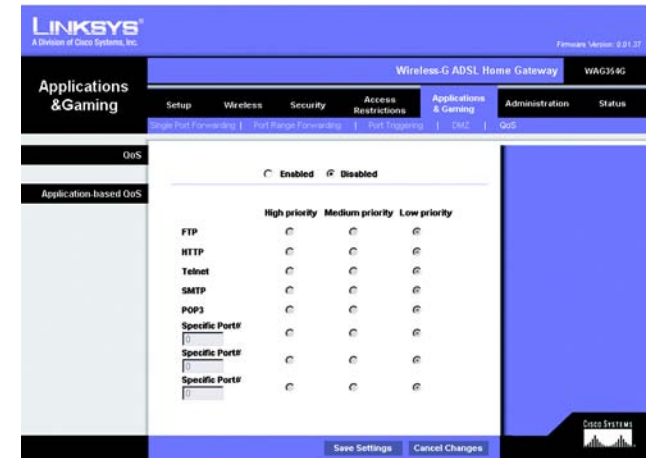 LINKSYS®
A Division of Cisco Systems, Inc.
Firmware Version: 0.01.37
Wireless-G ADSL Home Gateway WAG354G
Applications &Gaming
Setup Wireless Security Access Restrictions Applications & Gaming Administration Status
Single Port Forwarding | Port Range Forwarding | Port Triggering | DMZ | QoS
QoS
Enabled Disabled
Application-based QoS
High priority Medium priority Low priority
FTP
HTTP
Telnet
SMTP
POP3
Specific Port#
0
Specific Port#
0
Specific Port#
0
CISCO SYSTEMS
Save Settings Cancel Changes